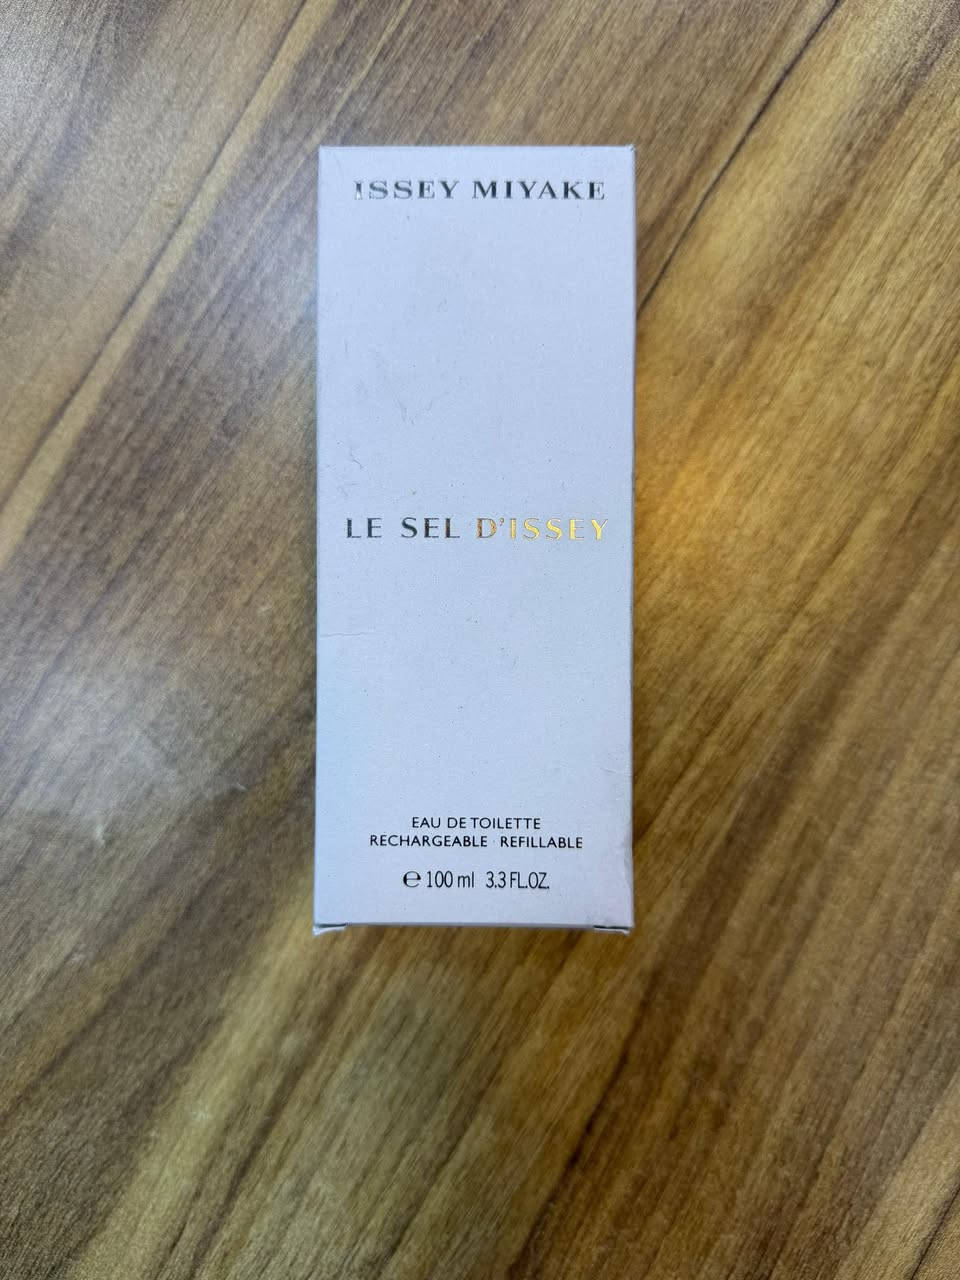 ISSEY MIYAKE
LE SEL D'ISSEY
EAU DE TOILETTE
RECHARGEABLE · REFILLABLE
℮ 100 ml 3.3 FL.OZ.